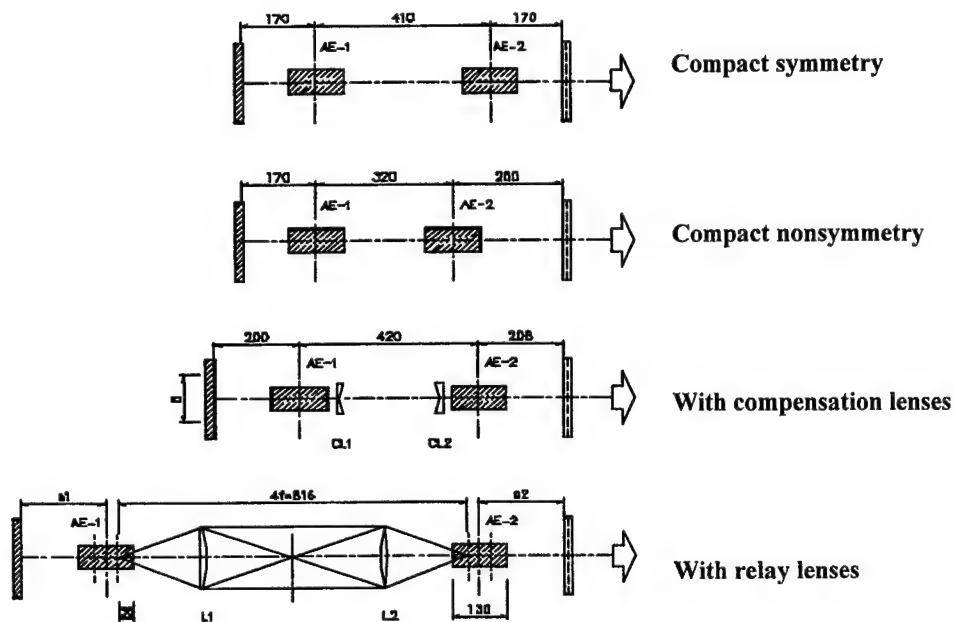 170 410 170
AE-1 AE-2
Compact symmetry
170 320 260
AE-1 AE-2
Compact nonsymmetry
200 420 208
AE-1 AE-2
With compensation lenses
CL1 CL2
a1 4f=816 a2
AE-1 AE-2
With relay lenses
L1 L2 130